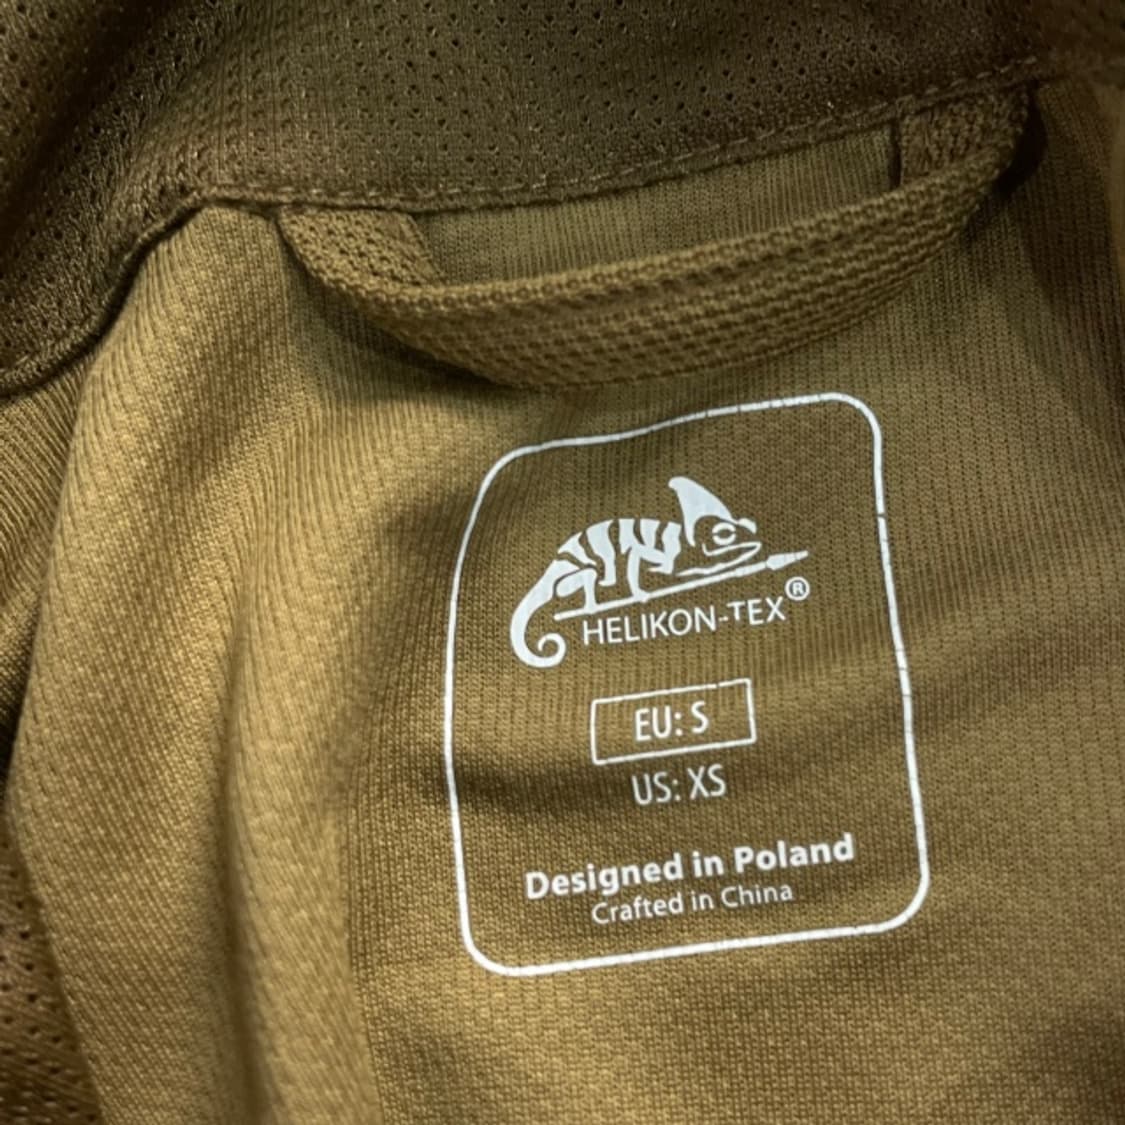 HELIKON-TEX®
EU: S
US: XS
Designed in Poland
Crafted in China